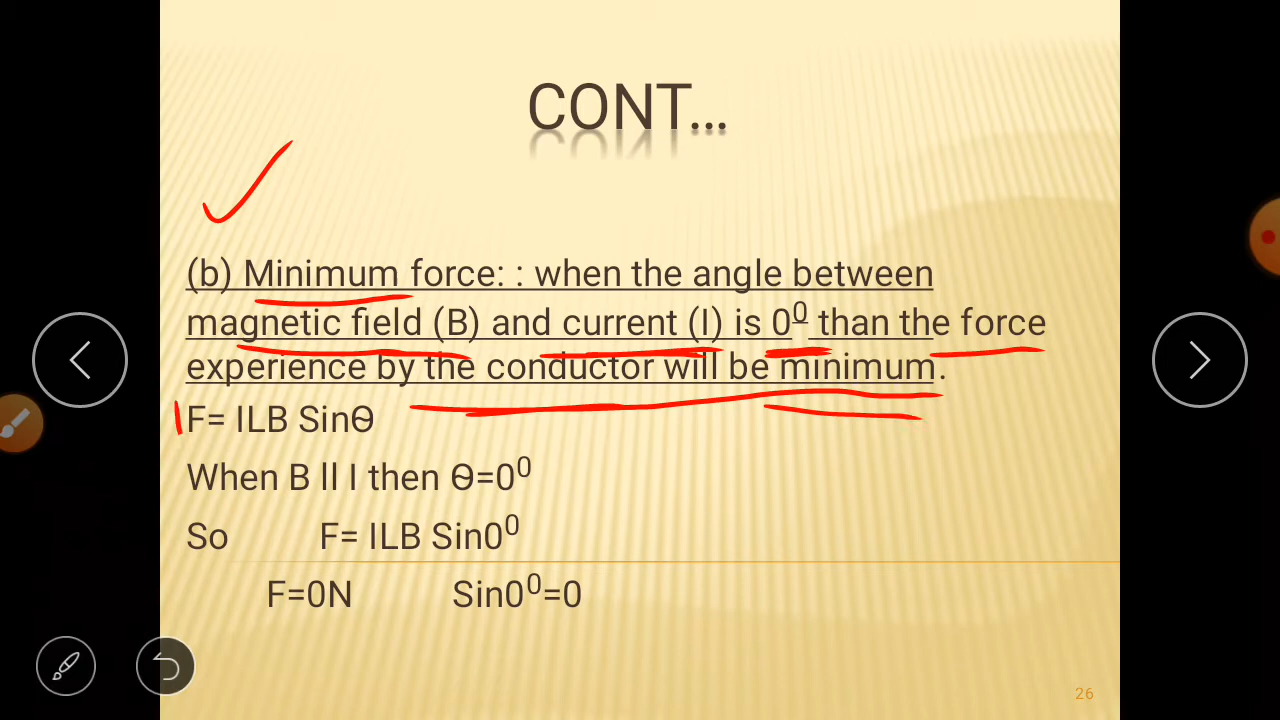 CONT…
(b) Minimum force: : when the angle between
magnetic field (B) and current (I) is 0⁰ than the force
experience by the conductor will be minimum.
F= ILB SinƟ
When B ll I then Ɵ=0⁰
So F= ILB Sin0⁰
F=0N Sin0⁰=0
26